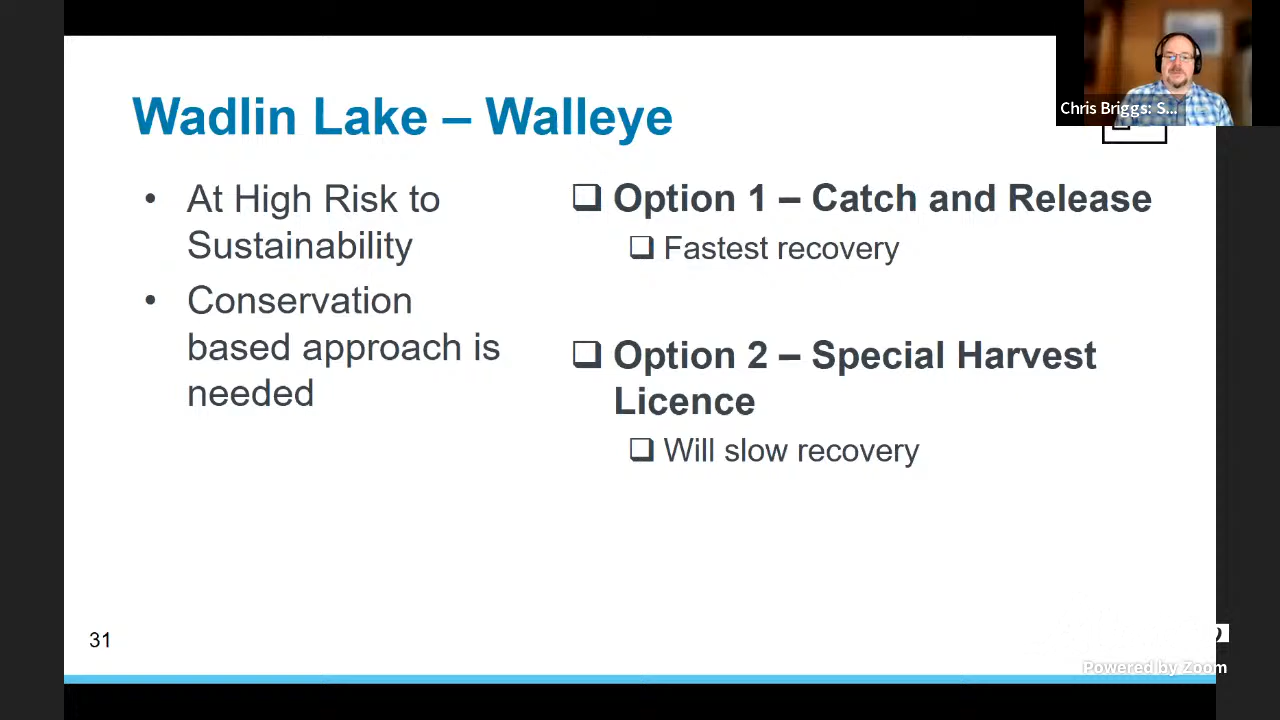 Wadlin Lake – Walleye
Chris Briggs: S...
• At High Risk to
Sustainability
• Conservation
based approach is
needed
❑ Option 1 – Catch and Release
❑ Fastest recovery
❑ Option 2 – Special Harvest
Licence
❑ Will slow recovery
31
Powered by Zoom